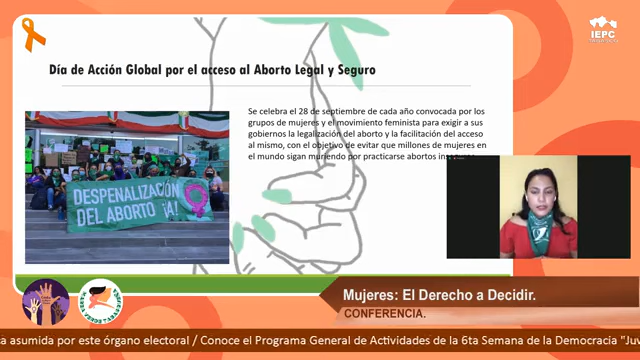 IEPC
TABASCO
Día de Acción Global por el acceso al Aborto Legal y Seguro
Se celebra el 28 de septiembre de cada año convocada por los
grupos de mujeres y el movimiento feminista para exigir a sus
gobiernos la legalización del aborto y la facilitación del acceso
al mismo, con el objetivo de evitar que millones de mujeres en
el mundo sigan muriendo por practicarse abortos
DESPENALIZACIÓN
DEL ABORTO ¡A!
Mujeres: El Derecho a Decidir.
CONFERENCIA.
a asumida por este órgano electoral / Conoce el Programa General de Actividades de la 6ta Semana de la Democracia "Juv